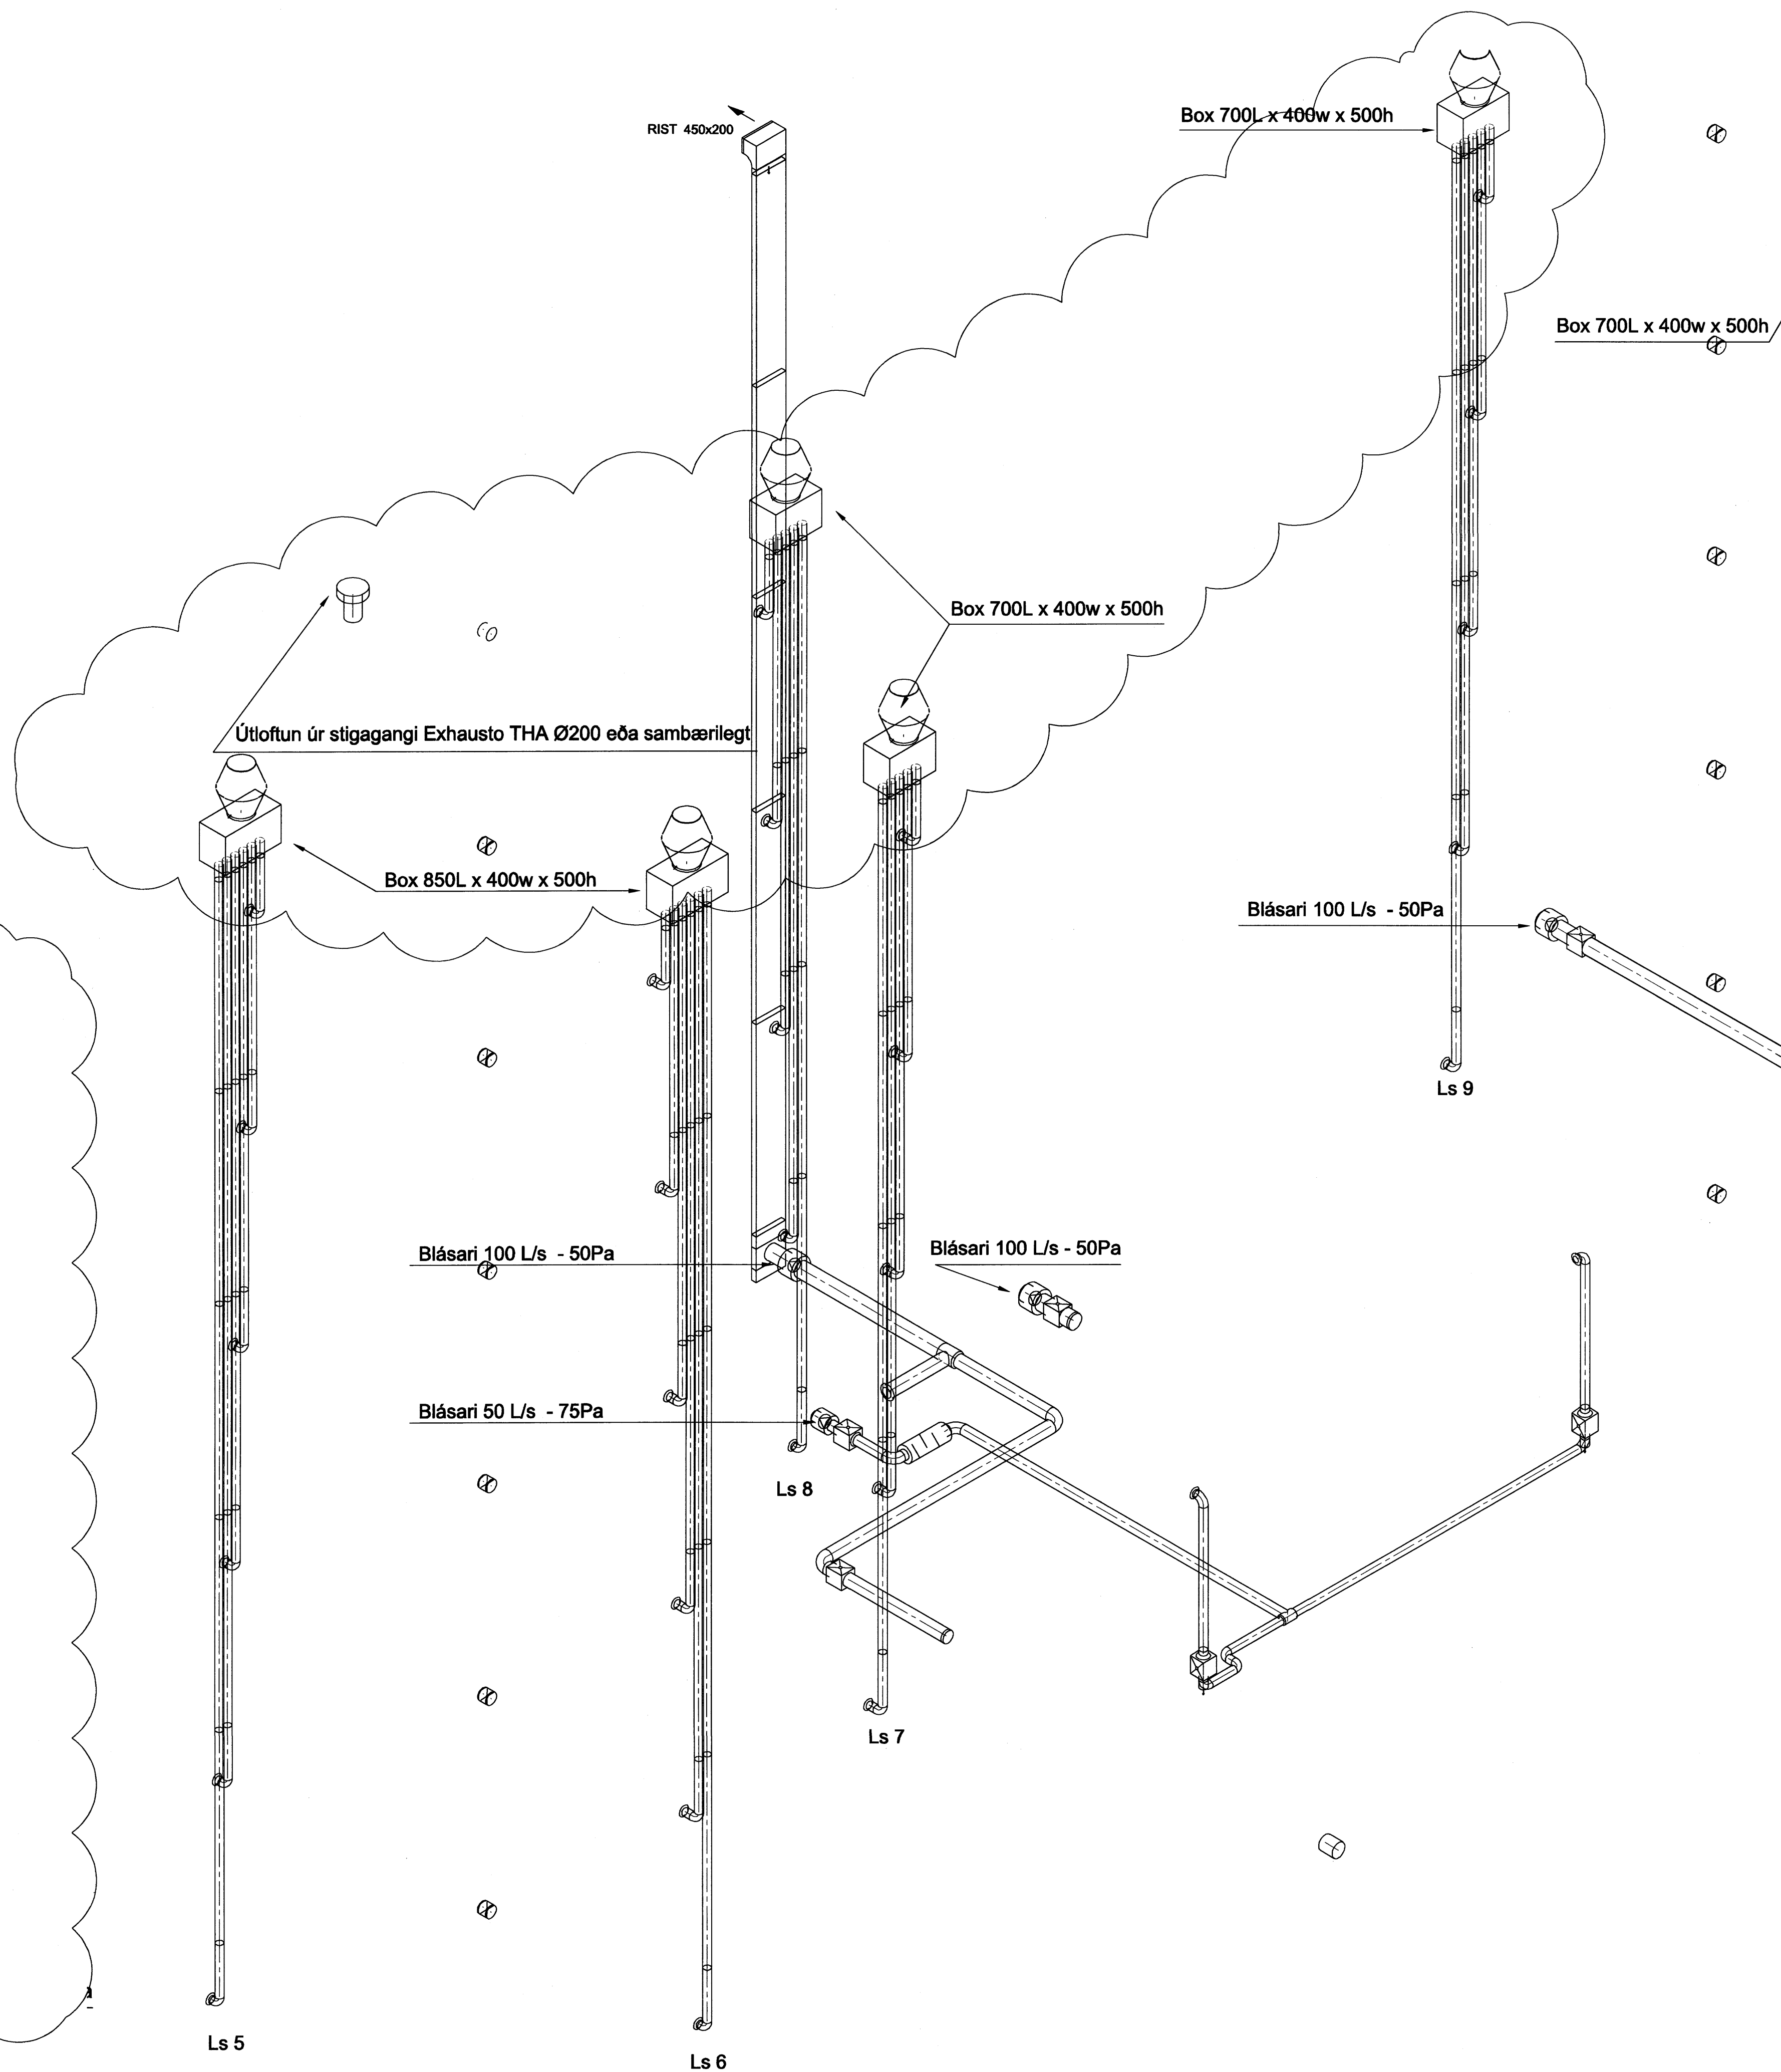 Box 700L x 400w x 500h
RIST 450x200
Box 700L x 400w x 500h
Box 700L x 400w x 500h
Útloftun úr stigagangi Exhausto THA Ø200 eða sambærilegt
Box 850L x 400w x 500h
Blásari 100 L/s - 50Pa
Ls 9
Blásari 100 L/s - 50Pa
Blásari 100 L/s - 50Pa
Blásari 50 L/s - 75Pa
Ls 8
Ls 7
Ls 5
Ls 6